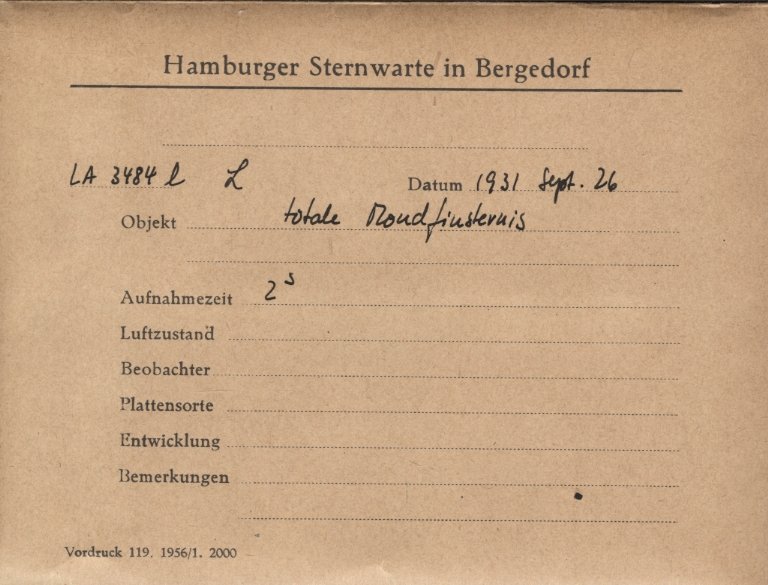 Hamburger Sternwarte in Bergedorf
LA 3484 l L Datum 1931 Sept. 26
Objekt totale Mondfinsternis
Aufnahmezeit 2s
Luftzustand
Beobachter
Plattensorte
Entwicklung
Bemerkungen
Vordruck 119. 1956/1. 2000